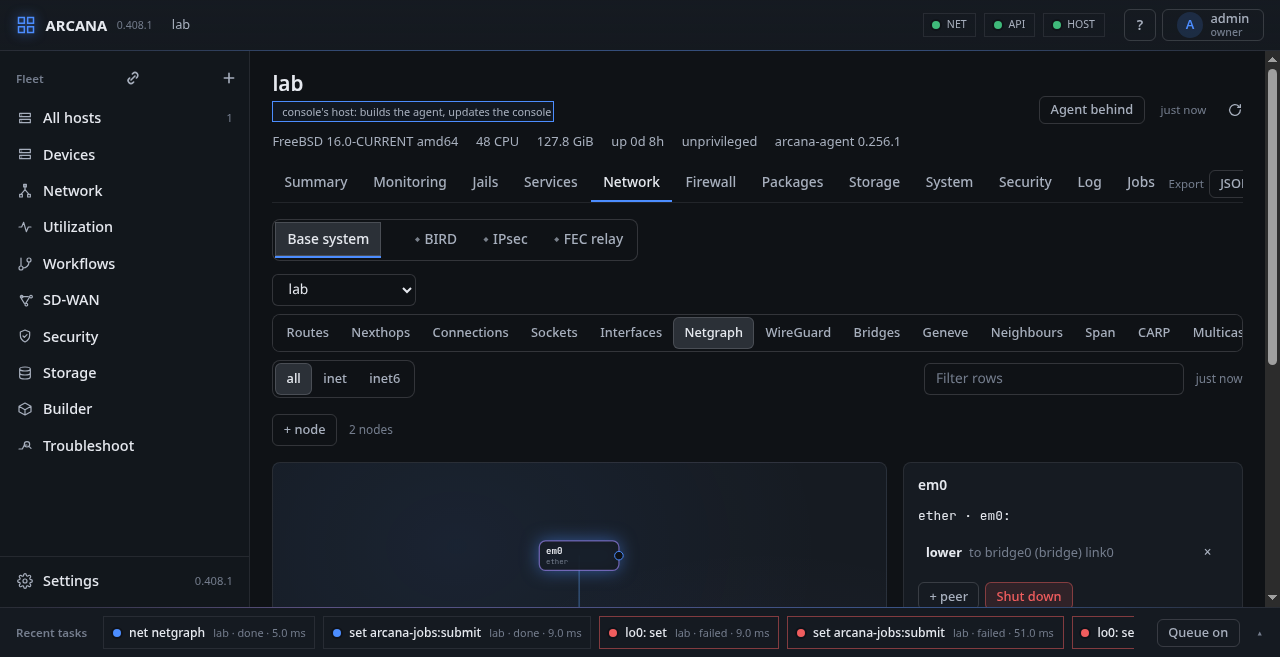 ARCANA 0.408.1 lab
NET API HOST ? A admin
owner
Fleet
All hosts 1
Devices
Network
Utilization
Workflows
SD-WAN
Security
Storage
Builder
Troubleshoot
Settings 0.408.1
lab
console's host: builds the agent, updates the console
Agent behind just now
FreeBSD 16.0-CURRENT amd64 48 CPU 127.8 GiB up 0d 8h unprivileged arcana-agent 0.256.1
Summary Monitoring Jails Services Network Firewall Packages Storage System Security Log Jobs Export JSO
Base system BIRD IPsec FEC relay
lab
Routes Nexthops Connections Sockets Interfaces Netgraph WireGuard Bridges Geneve Neighbours Span CARP Multicas
all inet inet6 Filter rows just now
+ node 2 nodes
em0
ether
em0
ether · em0:
lower to bridge0 (bridge) link0 ×
+ peer Shut down
Recent tasks net netgraph lab · done · 5.0 ms set arcana-jobs:submit lab · done · 9.0 ms lo0: set lab · failed · 9.0 ms set arcana-jobs:submit lab · failed · 51.0 ms lo0: se Queue on